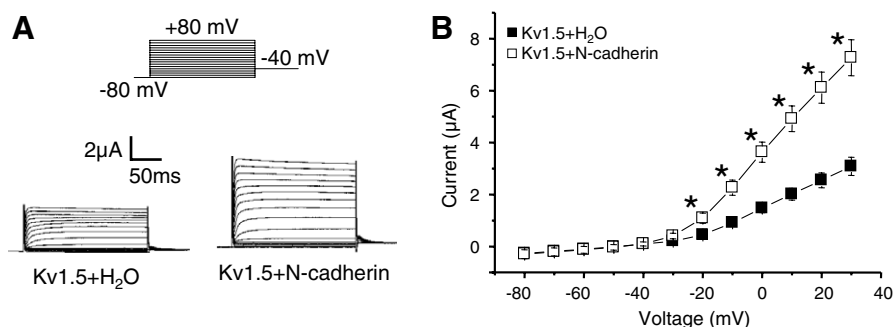 A
+80 mV
-40 mV
-80 mV
2µA
50ms
Kv1.5+H₂O
Kv1.5+N-cadherin
B
Kv1.5+H₂O
Kv1.5+N-cadherin
Current (µA)
8
6
4
2
0
* * * * * *
-80 -60 -40 -20 0 20 40
Voltage (mV)